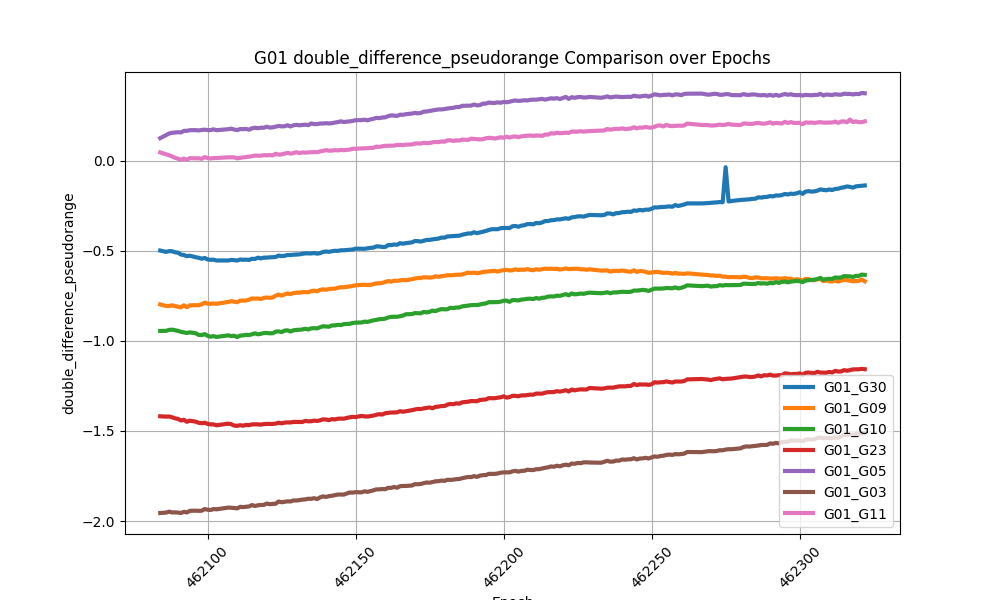 G01 double_difference_pseudorange Comparison over Epochs
double_difference_pseudorange
0.0
−0.5
−1.0
−1.5
−2.0
462100
462150
462200
462250
462300
Epoch
G01_G30
G01_G09
G01_G10
G01_G23
G01_G05
G01_G03
G01_G11